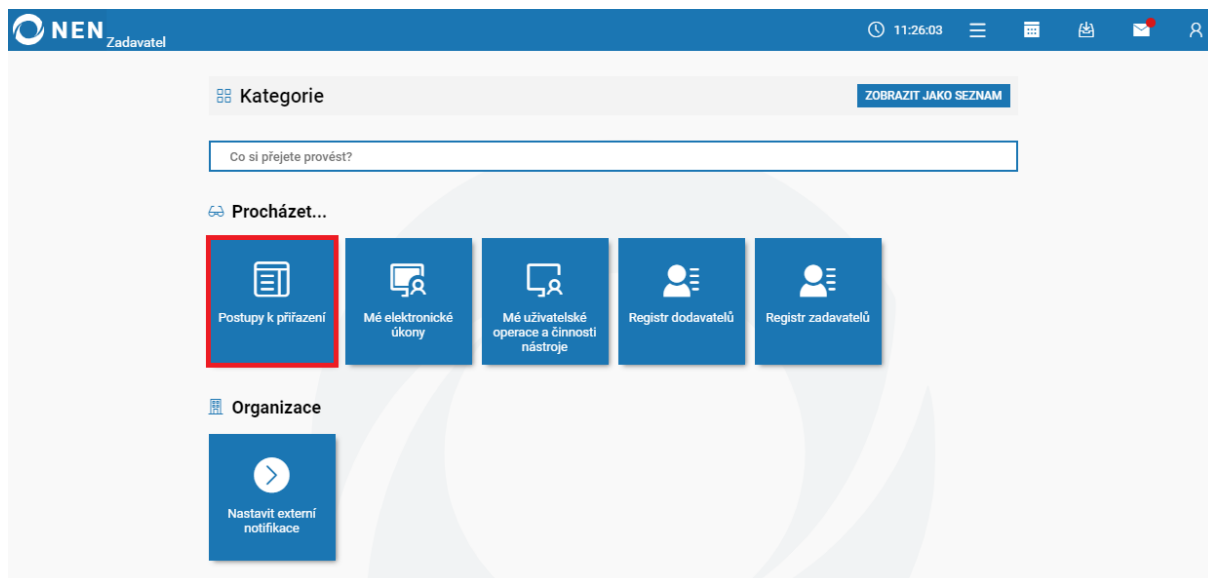 NEN Zadavatel
11:26:03
Kategorie
ZOBRAZIT JAKO SEZNAM
Co si přejete provést?
Procházet...
Postupy k přiřazení
Mé elektronické
úkony
Mé uživatelské
operace a činnosti
nástroje
Registr dodavatelů
Registr zadavatelů
Organizace
Nastavit externí
notifikace